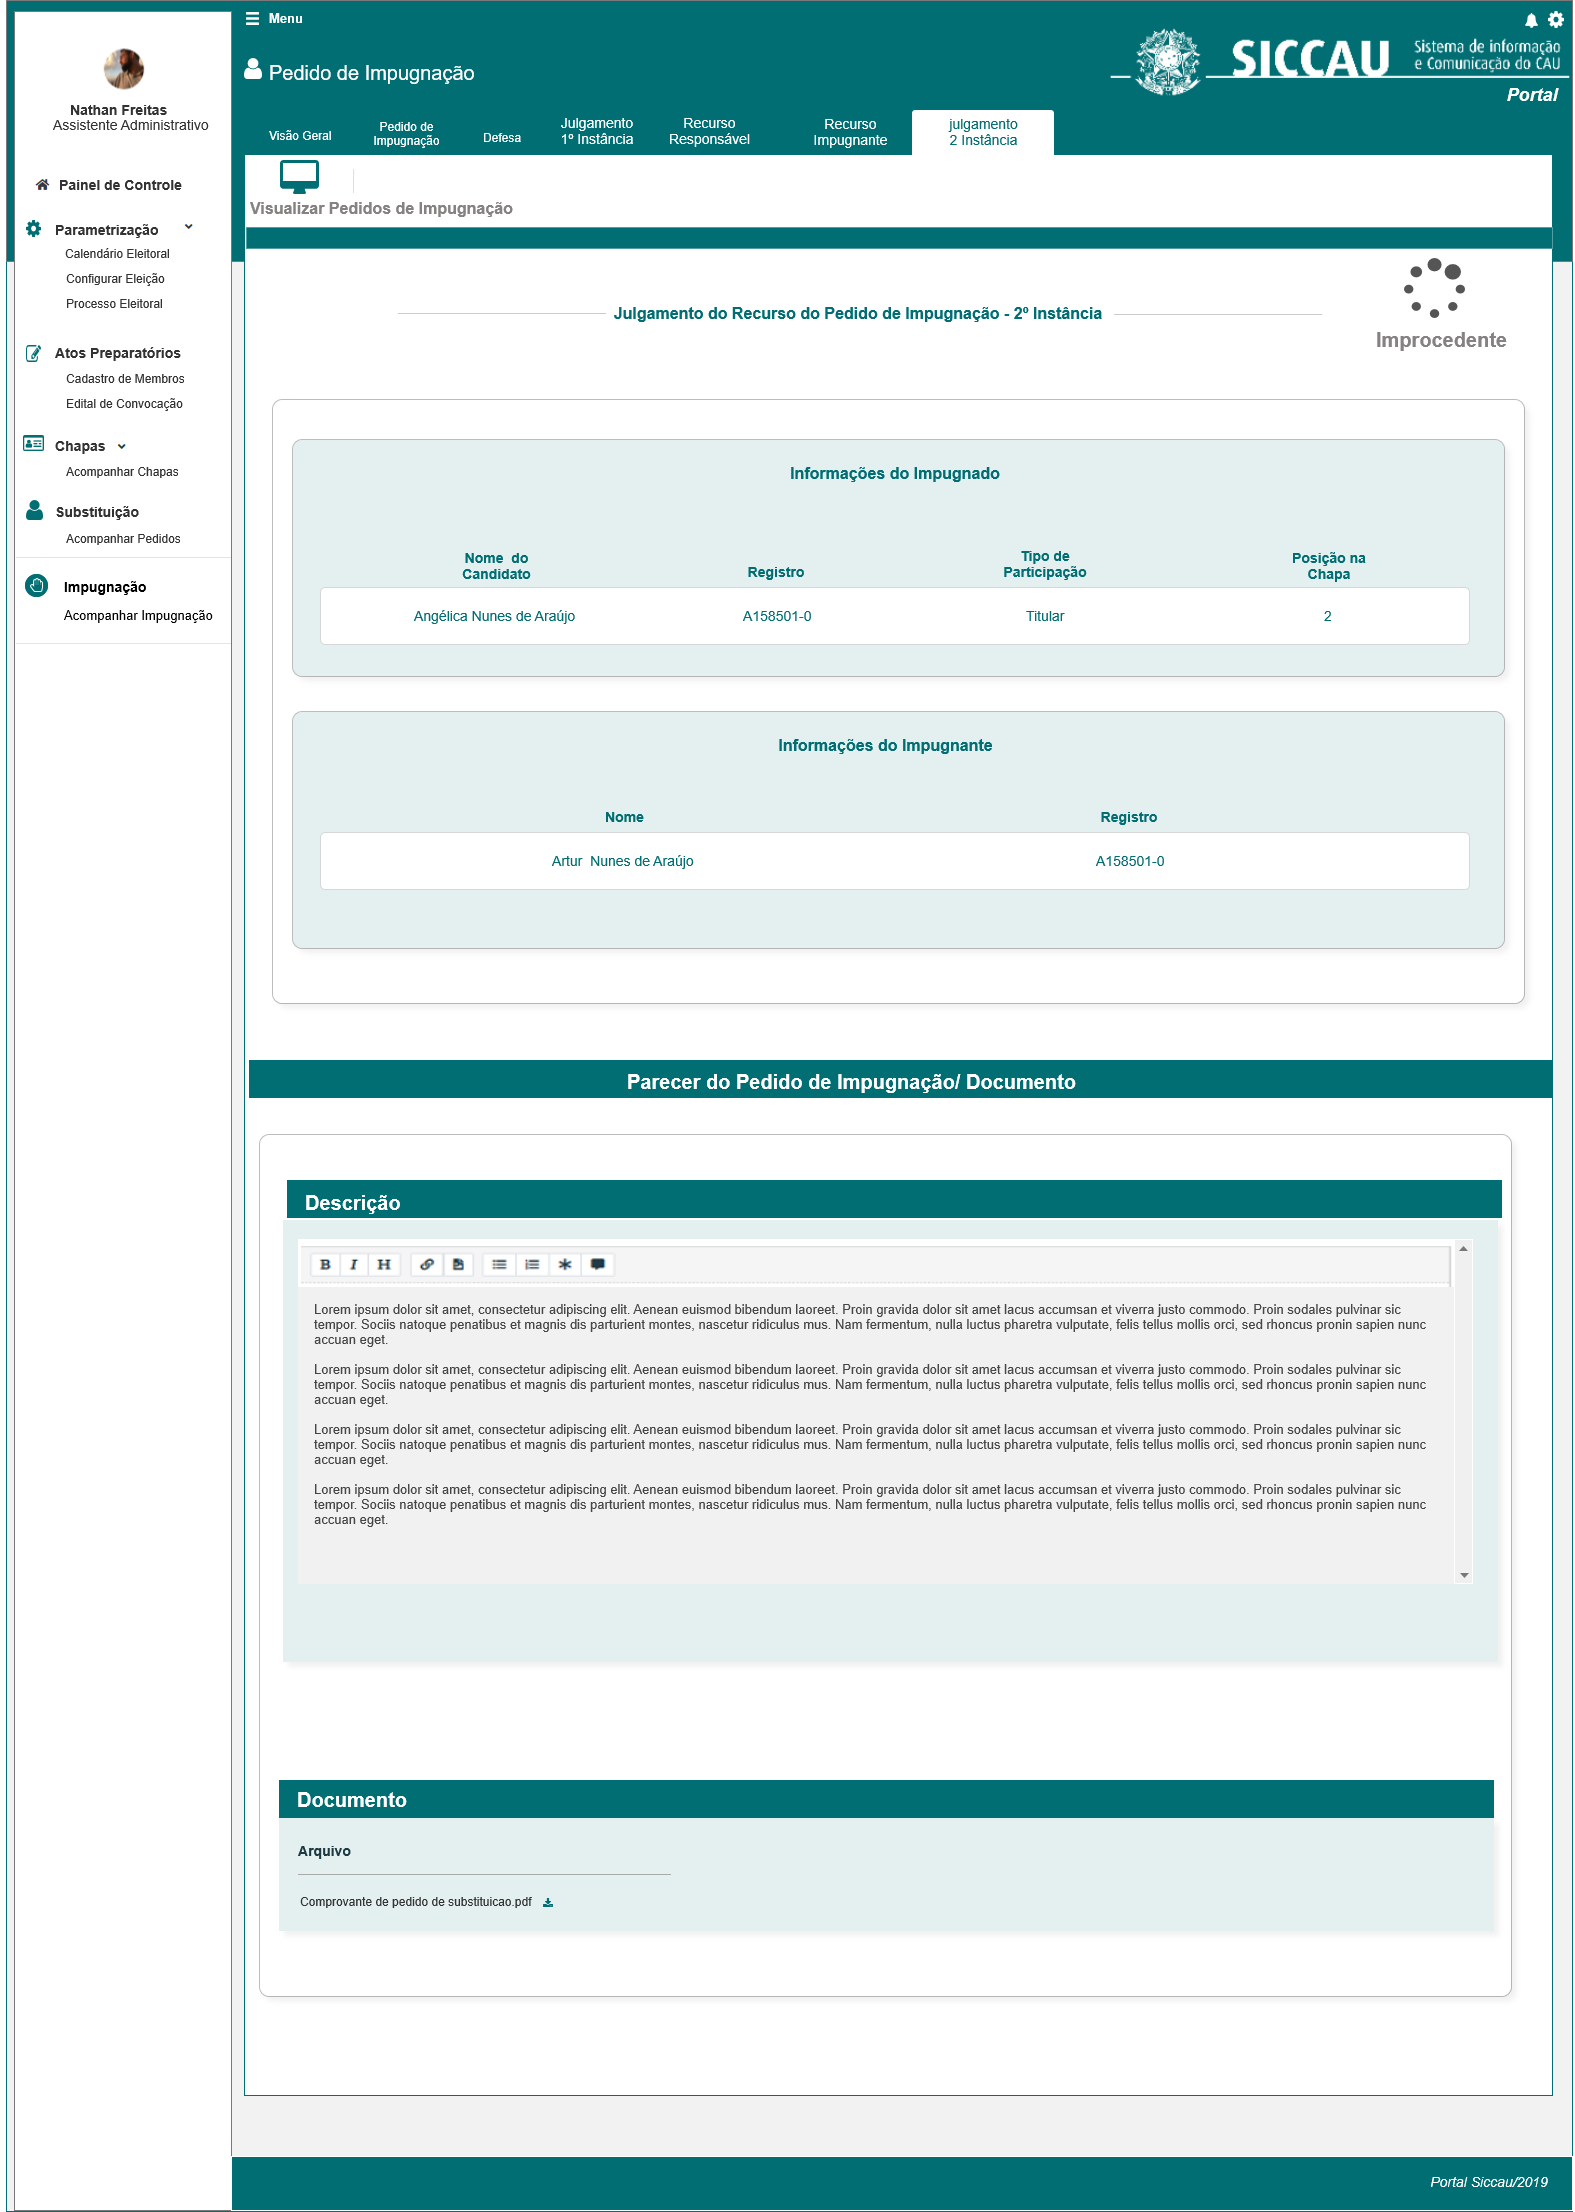 Menu
Pedido de Impugnação
SICCAU
Sistema de informação
e Comunicação do CAU
Portal
Nathan Freitas
Assistente Administrativo
Painel de Controle
Parametrização
Calendário Eleitoral
Configurar Eleição
Processo Eleitoral
Atos Preparatórios
Cadastro de Membros
Edital de Convocação
Chapas
Acompanhar Chapas
Substituição
Acompanhar Pedidos
Impugnação
Acompanhar Impugnação
Visão Geral
Pedido de
Impugnação
Defesa
Julgamento
1º Instância
Recurso
Responsável
Recurso
Impugnante
julgamento
2 Instância
Visualizar Pedidos de Impugnação
Julgamento do Recurso do Pedido de Impugnação - 2º Instância
Improcedente
Informações do Impugnado
Nome  do
Candidato
Registro
Tipo de
Participação
Posição na
Chapa
Angélica Nunes de Araújo
A158501-0
Titular
2
Informações do Impugnante
Nome
Registro
Artur  Nunes de Araújo
A158501-0
Parecer do Pedido de Impugnação/ Documento
Descrição
B I H
Lorem ipsum dolor sit amet, consectetur adipiscing elit. Aenean euismod bibendum laoreet. Proin gravida dolor sit amet lacus accumsan et viverra justo commodo. Proin sodales pulvinar sic
tempor. Sociis natoque penatibus et magnis dis parturient montes, nascetur ridiculus mus. Nam fermentum, nulla luctus pharetra vulputate, felis tellus mollis orci, sed rhoncus pronin sapien nunc
accuan eget.
Lorem ipsum dolor sit amet, consectetur adipiscing elit. Aenean euismod bibendum laoreet. Proin gravida dolor sit amet lacus accumsan et viverra justo commodo. Proin sodales pulvinar sic
tempor. Sociis natoque penatibus et magnis dis parturient montes, nascetur ridiculus mus. Nam fermentum, nulla luctus pharetra vulputate, felis tellus mollis orci, sed rhoncus pronin sapien nunc
accuan eget.
Lorem ipsum dolor sit amet, consectetur adipiscing elit. Aenean euismod bibendum laoreet. Proin gravida dolor sit amet lacus accumsan et viverra justo commodo. Proin sodales pulvinar sic
tempor. Sociis natoque penatibus et magnis dis parturient montes, nascetur ridiculus mus. Nam fermentum, nulla luctus pharetra vulputate, felis tellus mollis orci, sed rhoncus pronin sapien nunc
accuan eget.
Lorem ipsum dolor sit amet, consectetur adipiscing elit. Aenean euismod bibendum laoreet. Proin gravida dolor sit amet lacus accumsan et viverra justo commodo. Proin sodales pulvinar sic
tempor. Sociis natoque penatibus et magnis dis parturient montes, nascetur ridiculus mus. Nam fermentum, nulla luctus pharetra vulputate, felis tellus mollis orci, sed rhoncus pronin sapien nunc
accuan eget.
Documento
Arquivo
Comprovante de pedido de substituicao.pdf
Portal Siccau/2019